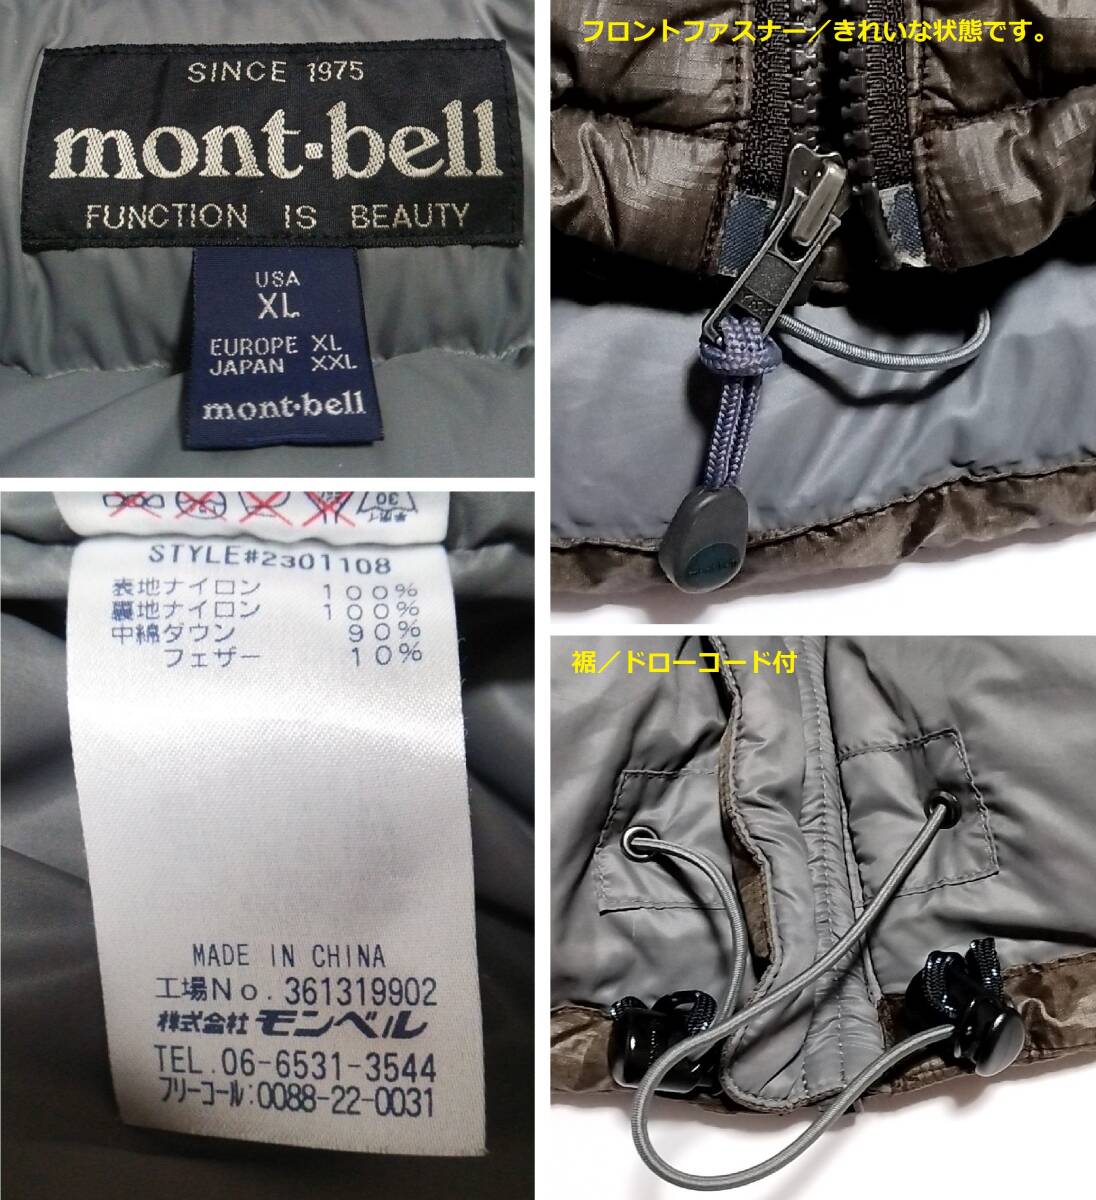 SINCE 1975
mont-bell
FUNCTION IS BEAUTY
USA
XL
EUROPE XL
JAPAN XXL
mont-bell
フロントファスナー／きれいな状態です。
30
STYLE#2301108
表地ナイロン 100%
裏地ナイロン 100%
中綿ダウン 90%
フェザー 10%
MADE IN CHINA
工場No. 361319902
株式会社 モンベル
TEL. 06-6531-3544
フリーコール:0088-22-0031
裾／ドローコード付